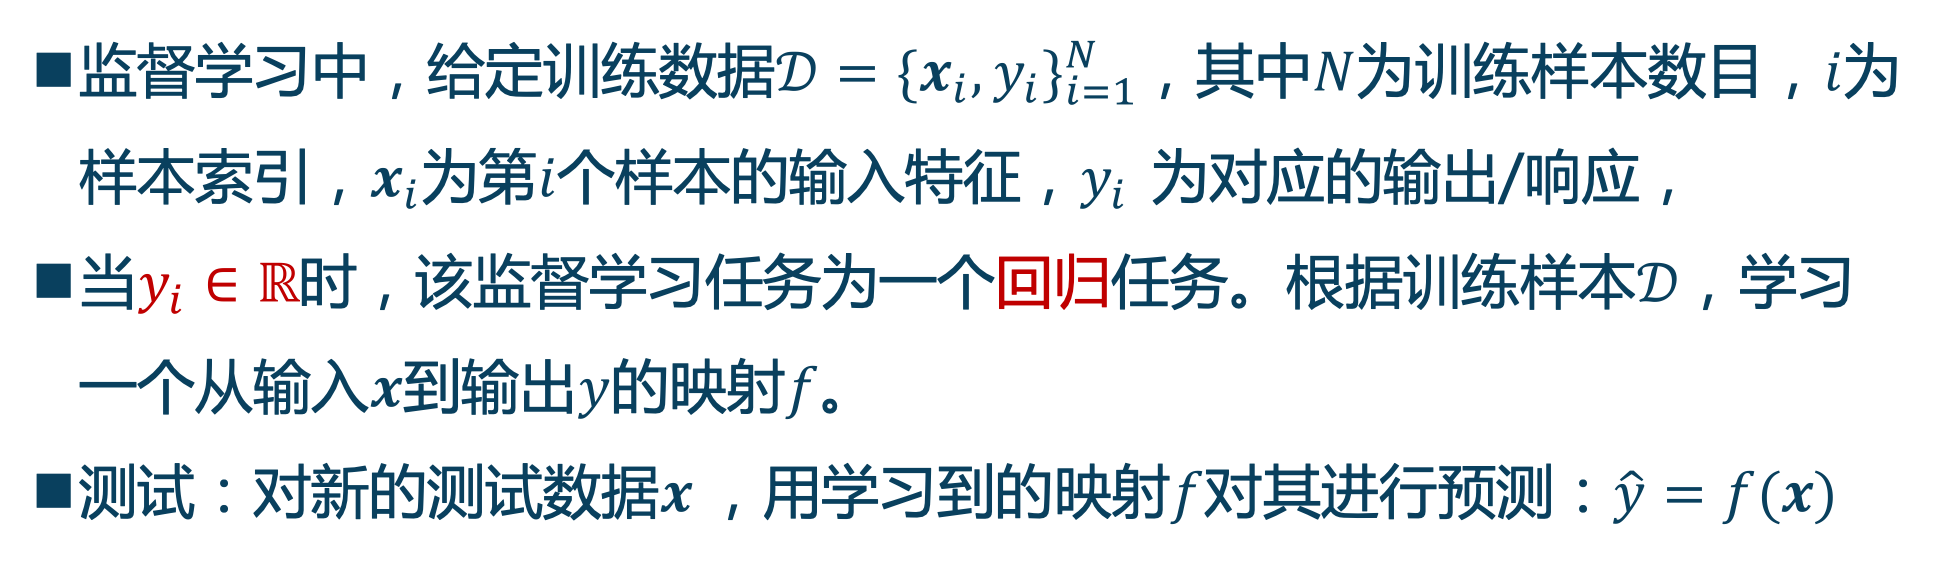 ■监督学习中，给定训练数据𝒟 = {𝒙ᵢ, yᵢ}ᵢ₌₁ᴺ，其中N为训练样本数目，i为
样本索引，𝒙ᵢ为第i个样本的输入特征，yᵢ 为对应的输出/响应，
■当yᵢ ∈ ℝ时，该监督学习任务为一个回归任务。根据训练样本𝒟，学习
一个从输入𝒙到输出y的映射f。
■测试：对新的测试数据𝒙 ，用学习到的映射f对其进行预测：ŷ = f(𝒙)